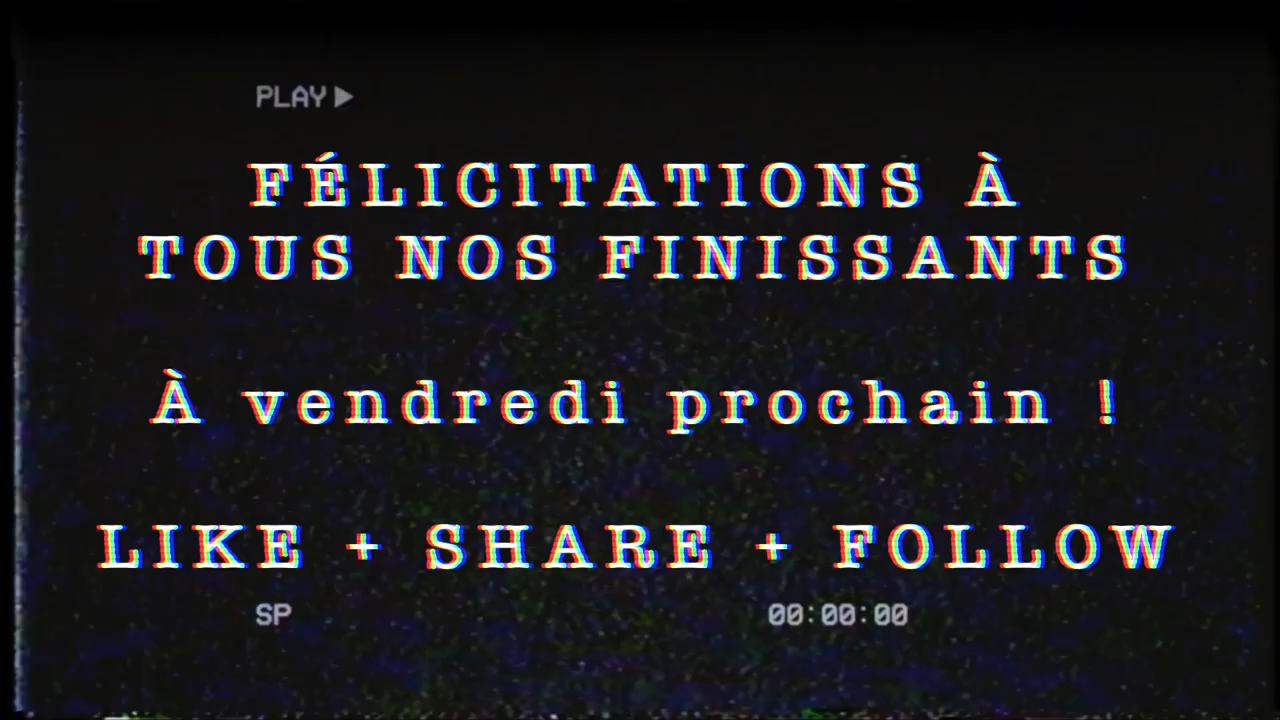 PLAY ▶
FÉLICITATIONS À
TOUS NOS FINISSANTS
À vendredi prochain !
LIKE + SHARE + FOLLOW
SP 00:00:00